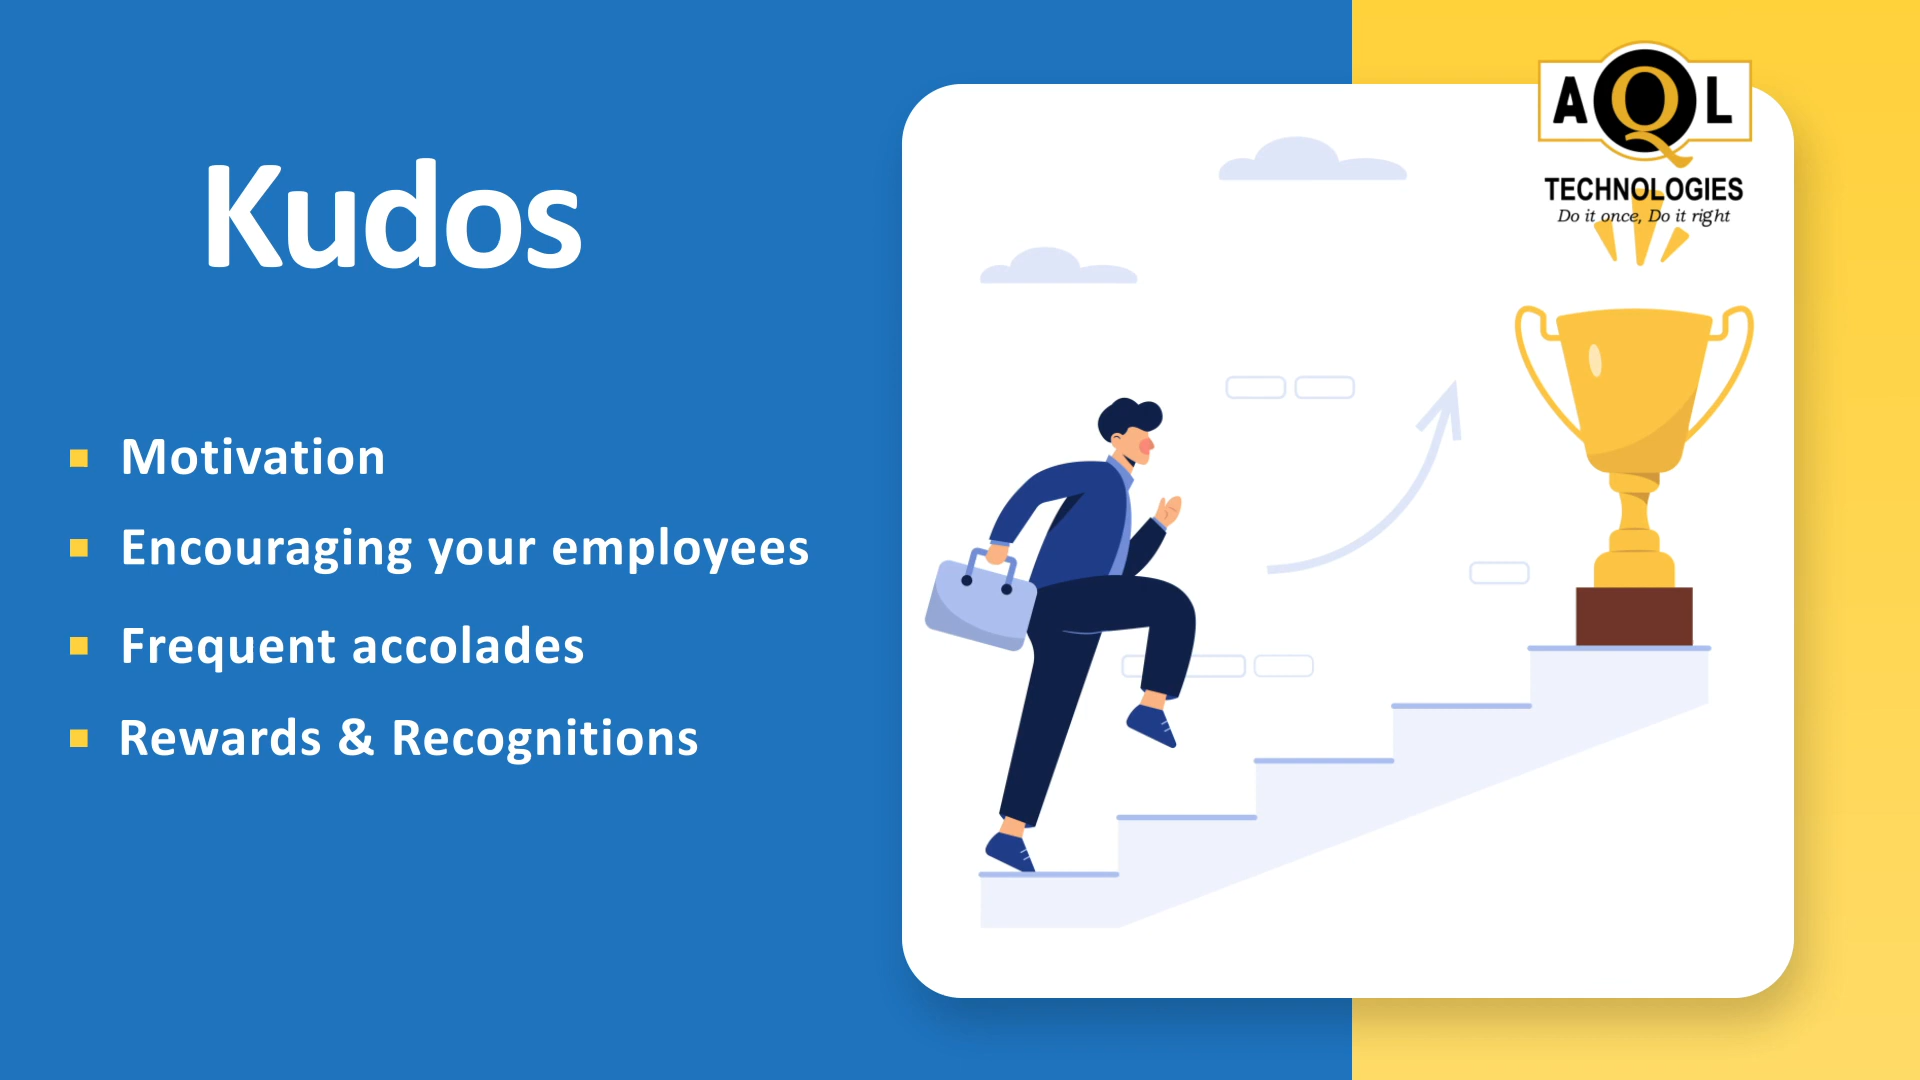 Kudos
Motivation
Encouraging your employees
Frequent accolades
Rewards & Recognitions
AQL
TECHNOLOGIES
Do it once, Do it right